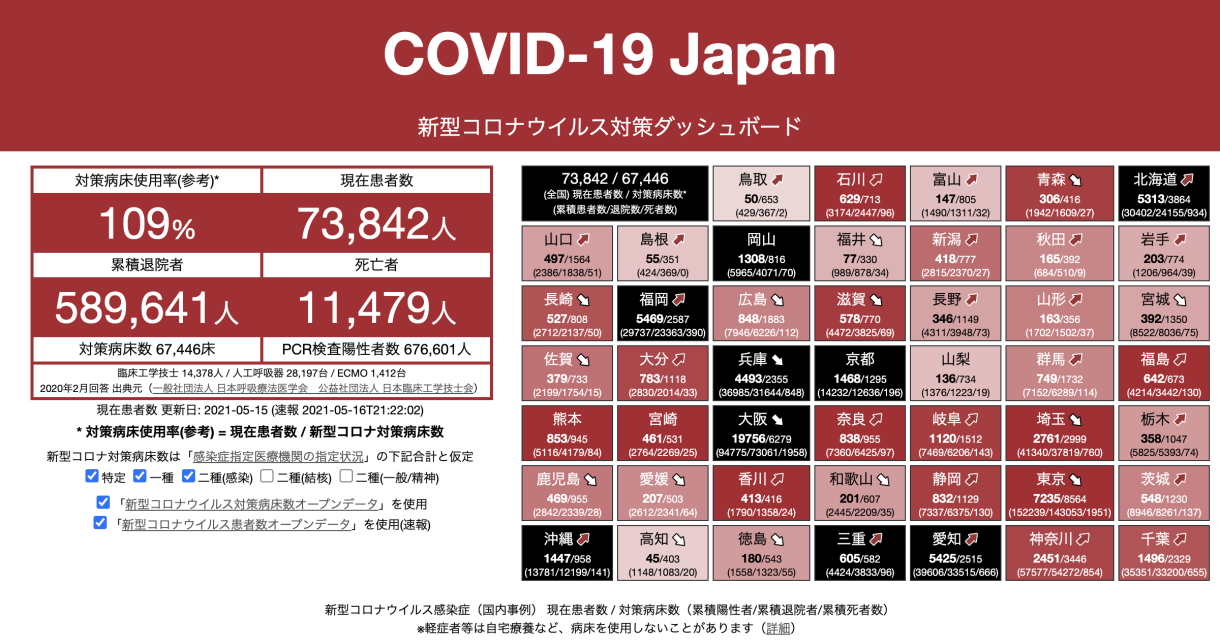 COVID-19 Japan
新型コロナウイルス対策ダッシュボード
対策病床使用率(参考)*
現在患者数
109%
73,842人
累積退院者
死亡者
589,641人
11,479人
対策病床数 67,446床
PCR検査陽性者数 676,601人
臨床工学技士 14,378人 / 人工呼吸器 28,197台 / ECMO 1,412台
2020年2月回答 出典元（一般社団法人 日本呼吸療法医学会　公益社団法人 日本臨床工学技士会）
現在患者数 更新日: 2021-05-15 (速報 2021-05-16T21:22:02)
* 対策病床使用率(参考) = 現在患者数 / 新型コロナ対策病床数
新型コロナ対策病床数は「感染症指定医療機関の指定状況」の下記合計と仮定
特定 一種 二種(感染) 二種(結核) 二種(一般/精神)
「新型コロナウイルス対策病床数オープンデータ」を使用
「新型コロナウイルス患者数オープンデータ」を使用(速報)
73,842 / 67,446
(全国) 現在患者数 / 対策病床数*
(累積患者数/退院数/死者数)
鳥取
50/653
(429/367/2)
石川
629/713
(3174/2447/96)
富山
147/805
(1490/1311/32)
青森
306/416
(1942/1609/27)
北海道
5313/3864
(30402/24155/934)
山口
497/1564
(2386/1838/51)
島根
55/351
(424/369/0)
岡山
1308/816
(5965/4071/70)
福井
77/330
(989/878/34)
新潟
418/777
(2815/2370/27)
秋田
165/392
(684/510/9)
岩手
203/774
(1206/964/39)
長崎
527/808
(2712/2137/50)
福岡
5469/2587
(29737/23363/390)
広島
848/1883
(7946/6226/112)
滋賀
578/770
(4472/3825/69)
長野
346/1149
(4311/3948/73)
山形
163/356
(1702/1502/37)
宮城
392/1350
(8522/8036/75)
佐賀
379/733
(2199/1754/15)
大分
783/1118
(2830/2014/33)
兵庫
4493/2355
(36985/31644/848)
京都
1468/1295
(14232/12636/196)
山梨
136/734
(1376/1223/19)
群馬
749/1732
(7152/6289/114)
福島
642/673
(4214/3442/130)
熊本
853/945
(5116/4179/84)
宮崎
461/531
(2764/2269/25)
大阪
19756/6279
(94775/73061/1958)
奈良
838/955
(7360/6425/97)
岐阜
1120/1512
(7469/6206/143)
埼玉
2761/2999
(41340/37819/760)
栃木
358/1047
(5825/5393/74)
鹿児島
469/955
(2842/2339/28)
愛媛
207/503
(2612/2341/64)
香川
413/416
(1790/1358/24)
和歌山
201/607
(2445/2209/35)
静岡
832/1129
(7337/6375/130)
東京
7235/8564
(152239/143053/1951)
茨城
548/1230
(8946/8261/137)
沖縄
1447/958
(13781/12199/141)
高知
45/403
(1148/1083/20)
徳島
180/543
(1558/1323/55)
三重
605/582
(4424/3833/96)
愛知
5425/2515
(39606/33515/666)
神奈川
2451/3446
(57577/54272/854)
千葉
1496/2329
(35351/33200/655)
新型コロナウイルス感染症（国内事例） 現在患者数 / 対策病床数（累積陽性者/累積退院者/累積死者数）
※軽症者等は自宅療養など、病床を使用しないことがあります（詳細）